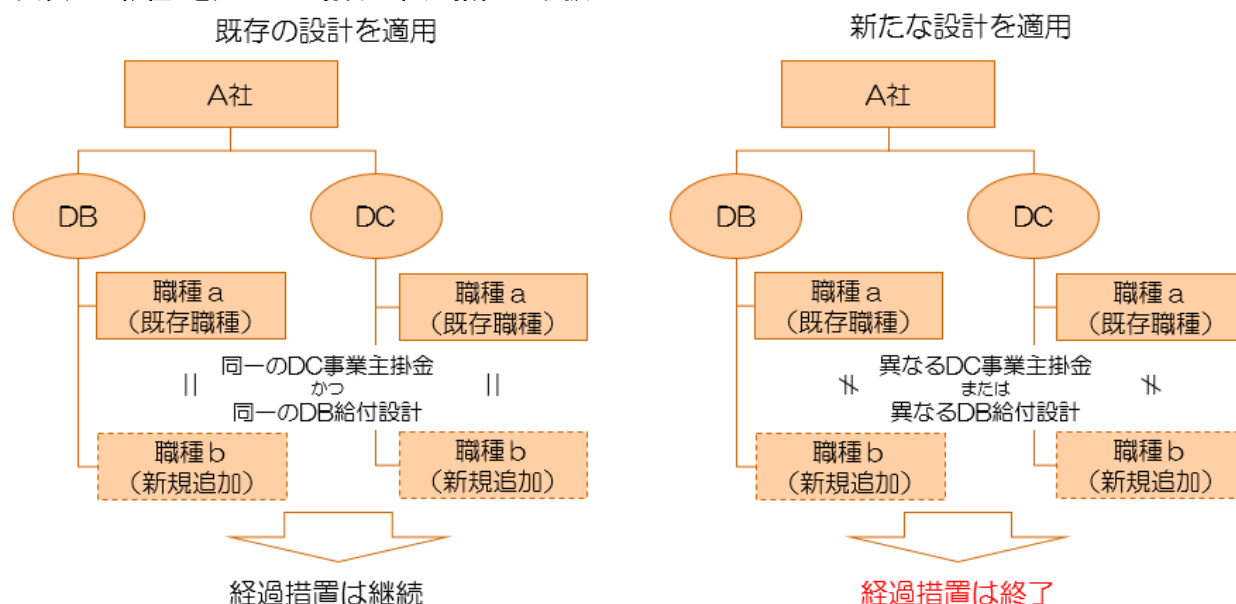 既存の設計を適用
A社
DB
DC
職種a
(既存職種)
職種a
(既存職種)
||
同一のDC事業主掛金
かつ
同一のDB給付設計
||
職種b
(新規追加)
職種b
(新規追加)
経過措置は継続
新たな設計を適用
A社
DB
DC
職種a
(既存職種)
職種a
(既存職種)
異なるDC事業主掛金
または
異なるDB給付設計
職種b
(新規追加)
職種b
(新規追加)
経過措置は終了